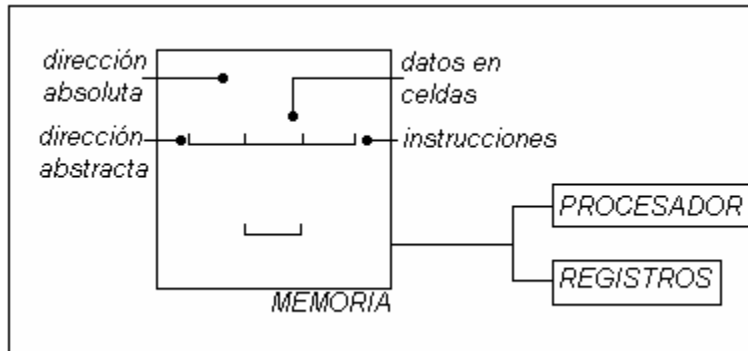 dirección
absoluta
datos en
celdas
dirección
abstracta
instrucciones
PROCESADOR
REGISTROS
MEMORIA